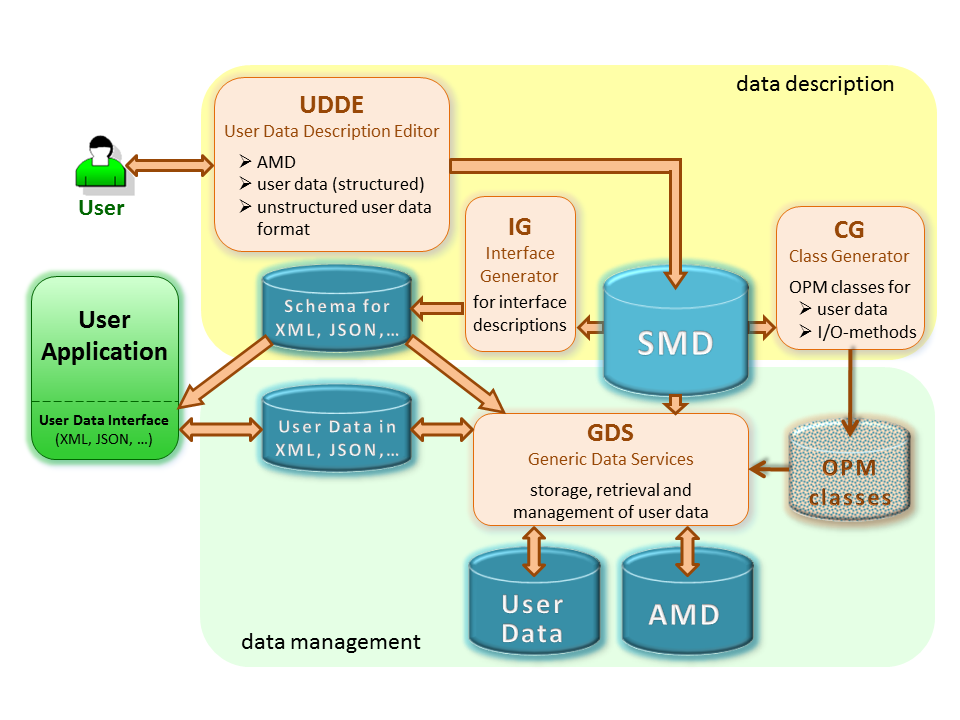 data description
UDDE
User Data Description Editor
➢ AMD
➢ user data (structured)
➢ unstructured user data
format
User
IG
Interface
Generator
for interface
descriptions
CG
Class Generator
OPM classes for
➢ user data
➢ I/O-methods
Schema for
XML, JSON,...
SMD
User
Application
User Data Interface
(XML, JSON, ...)
User Data in
XML, JSON,...
GDS
Generic Data Services
storage, retrieval and
management of user data
OPM
classes
User
Data
AMD
data management